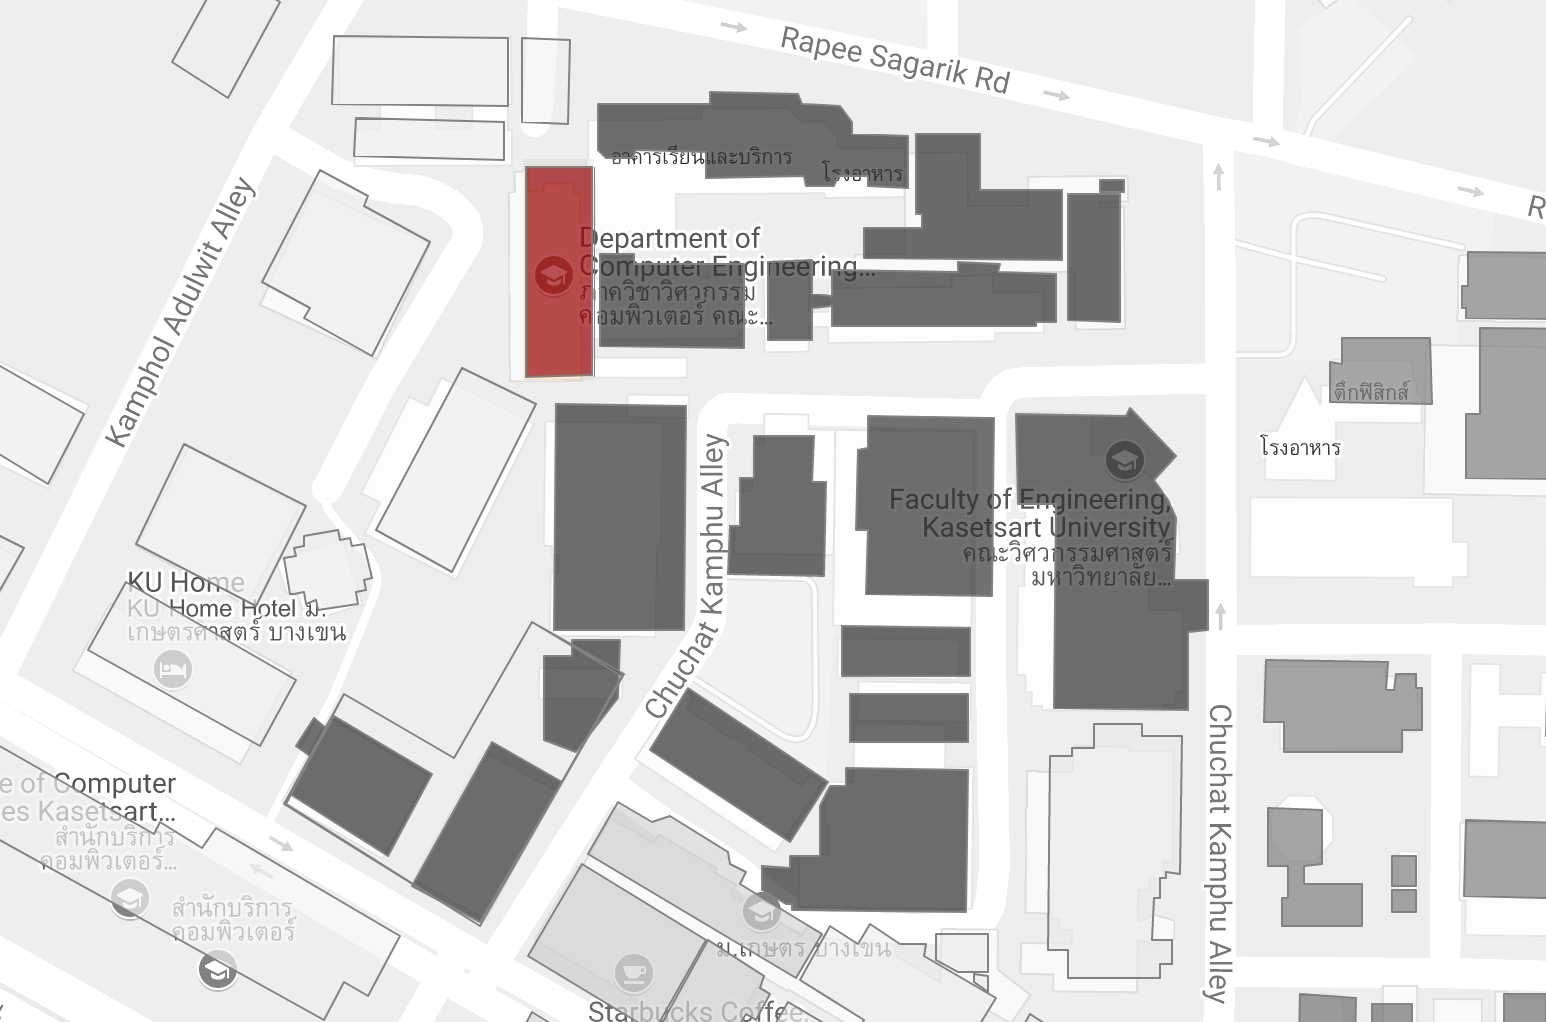 Rapee Sagarik Rd
R
อาคารเรียนและบริการ
โรงอาหาร
Kamphol Adulwit Alley
Department of
Computer Engineering...
ภาควิชาวิศวกรรม
คอมพิวเตอร์ คณะ...
ตึกฟิสิกส์
โรงอาหาร
Chuchat Kamphu Alley
Faculty of Engineering,
Kasetsart University
คณะวิศวกรรมศาสตร์
มหาวิทยาลัย...
KU Home
KU Home Hotel ม.
เกษตรศาสตร์ บางเขน
Chuchat Kamphu Alley
e of Computer
es Kasetsart...
สำนักบริการ
คอมพิวเตอร์...
สำนักบริการ
คอมพิวเตอร์
ม.เกษตร บางเขน
Starbucks Coffee,